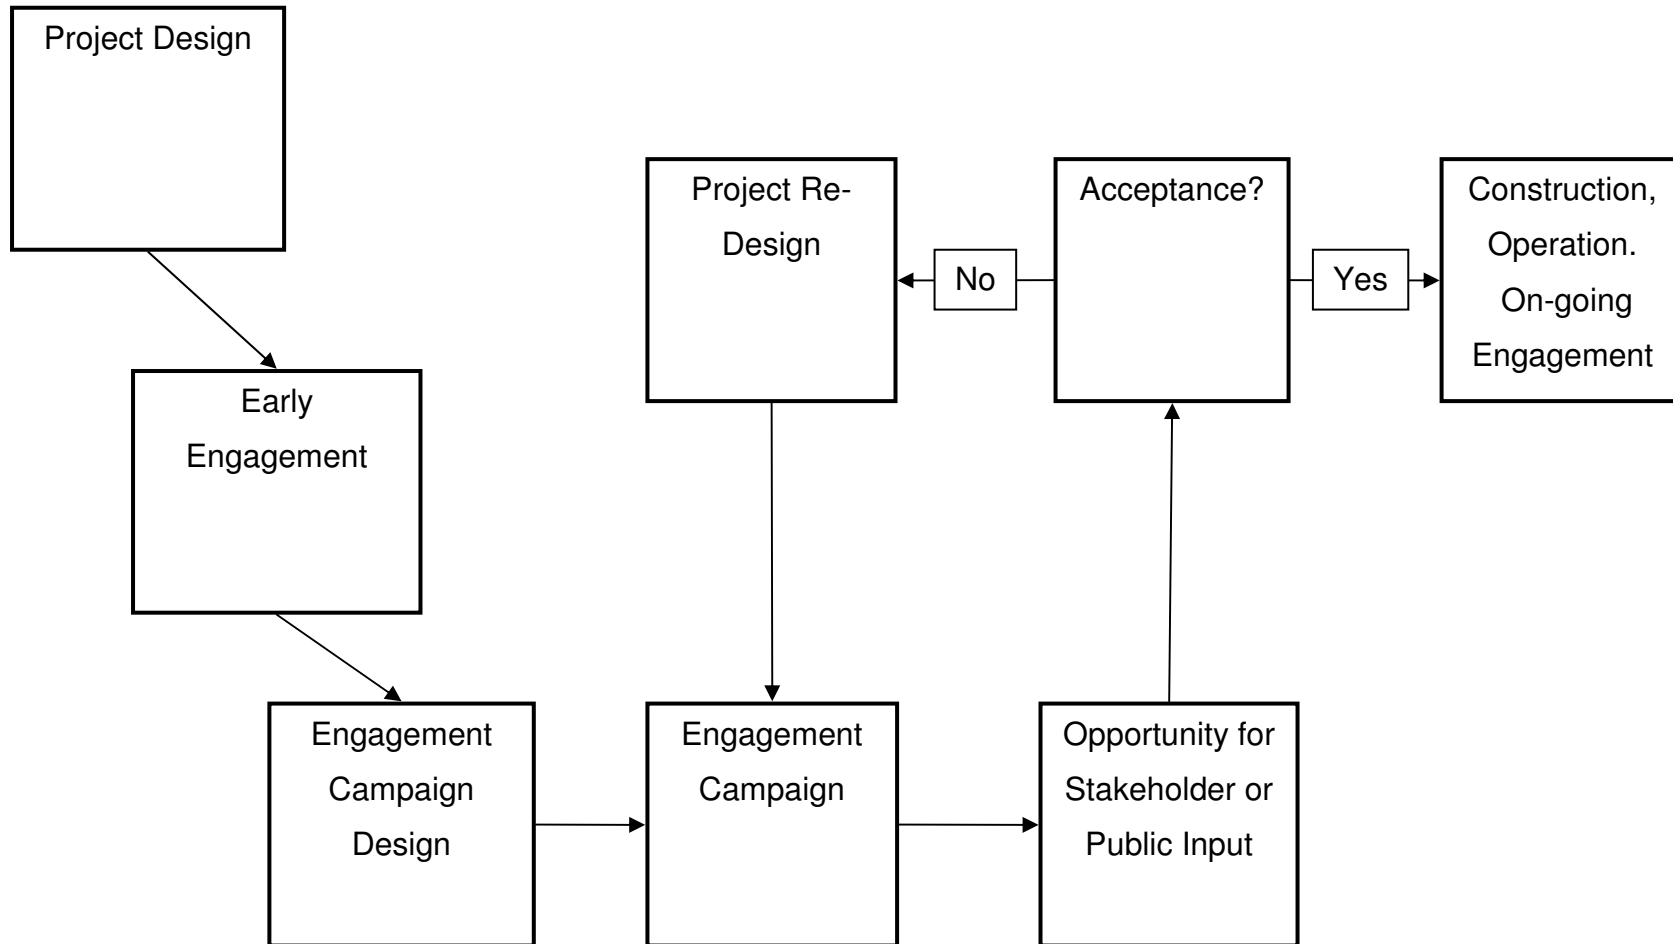 Project Design
Early
Engagement
Engagement
Campaign
Design
Engagement
Campaign
Opportunity for
Stakeholder or
Public Input
Acceptance?
No
Project Re-
Design
Yes
Construction,
Operation.
On-going
Engagement